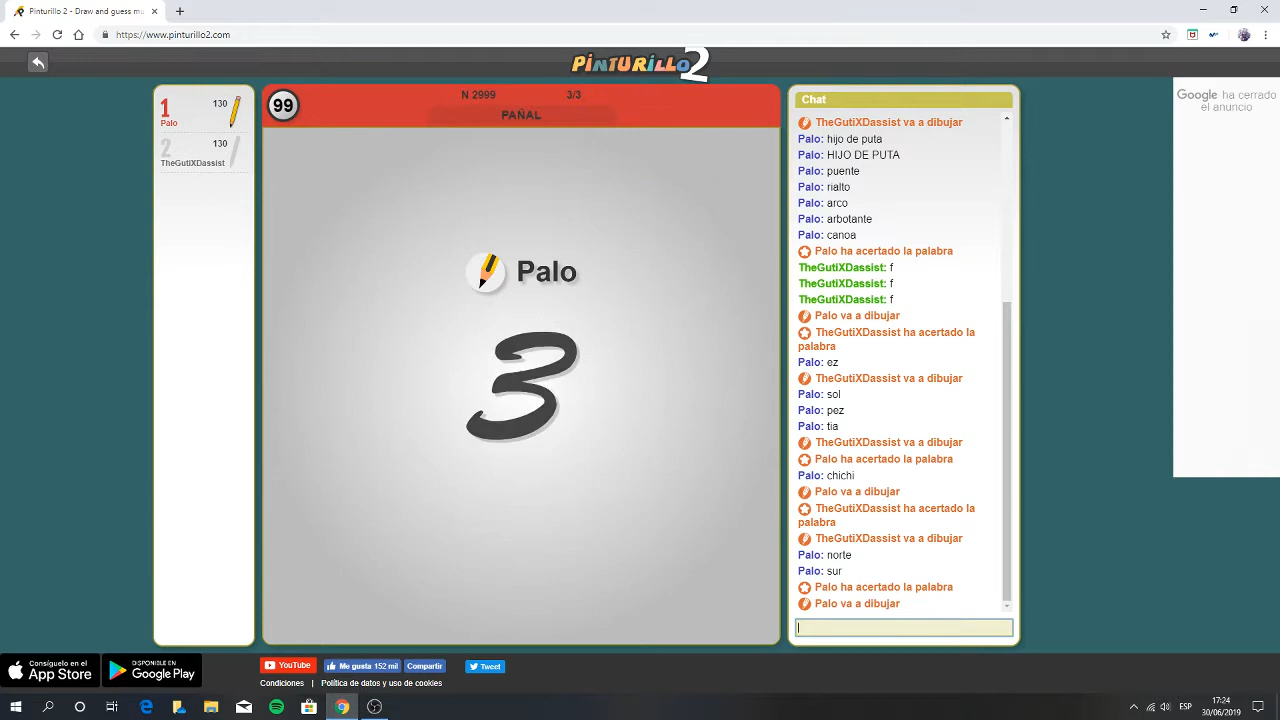 Pinturillo 2 - Draw and guess mu
https://www.pinturillo2.com
PINTURILLO2
1
130
Palo
2
130
TheGutiXDassist
99
N 2999
3/3
PAÑAL
Palo
3
Chat
TheGutiXDassist va a dibujar
Palo: hijo de puta
Palo: HIJO DE PUTA
Palo: puente
Palo: rialto
Palo: arco
Palo: arbotante
Palo: canoa
Palo ha acertado la palabra
TheGutiXDassist: f
TheGutiXDassist: f
TheGutiXDassist: f
Palo va a dibujar
TheGutiXDassist ha acertado la
palabra
Palo: ez
TheGutiXDassist va a dibujar
Palo: sol
Palo: pez
Palo: tia
TheGutiXDassist va a dibujar
Palo ha acertado la palabra
Palo: chichi
Palo va a dibujar
TheGutiXDassist ha acertado la
palabra
TheGutiXDassist va a dibujar
Palo: norte
Palo: sur
Palo ha acertado la palabra
Palo va a dibujar
Google ha cerrado
el anuncio
Consíguelo en el
App Store
DISPONIBLE EN
Google Play
YouTube
Me gusta 152 mil
Compartir
Tweet
Condiciones | Política de datos y uso de cookies
ESP
17:24
30/06/2019